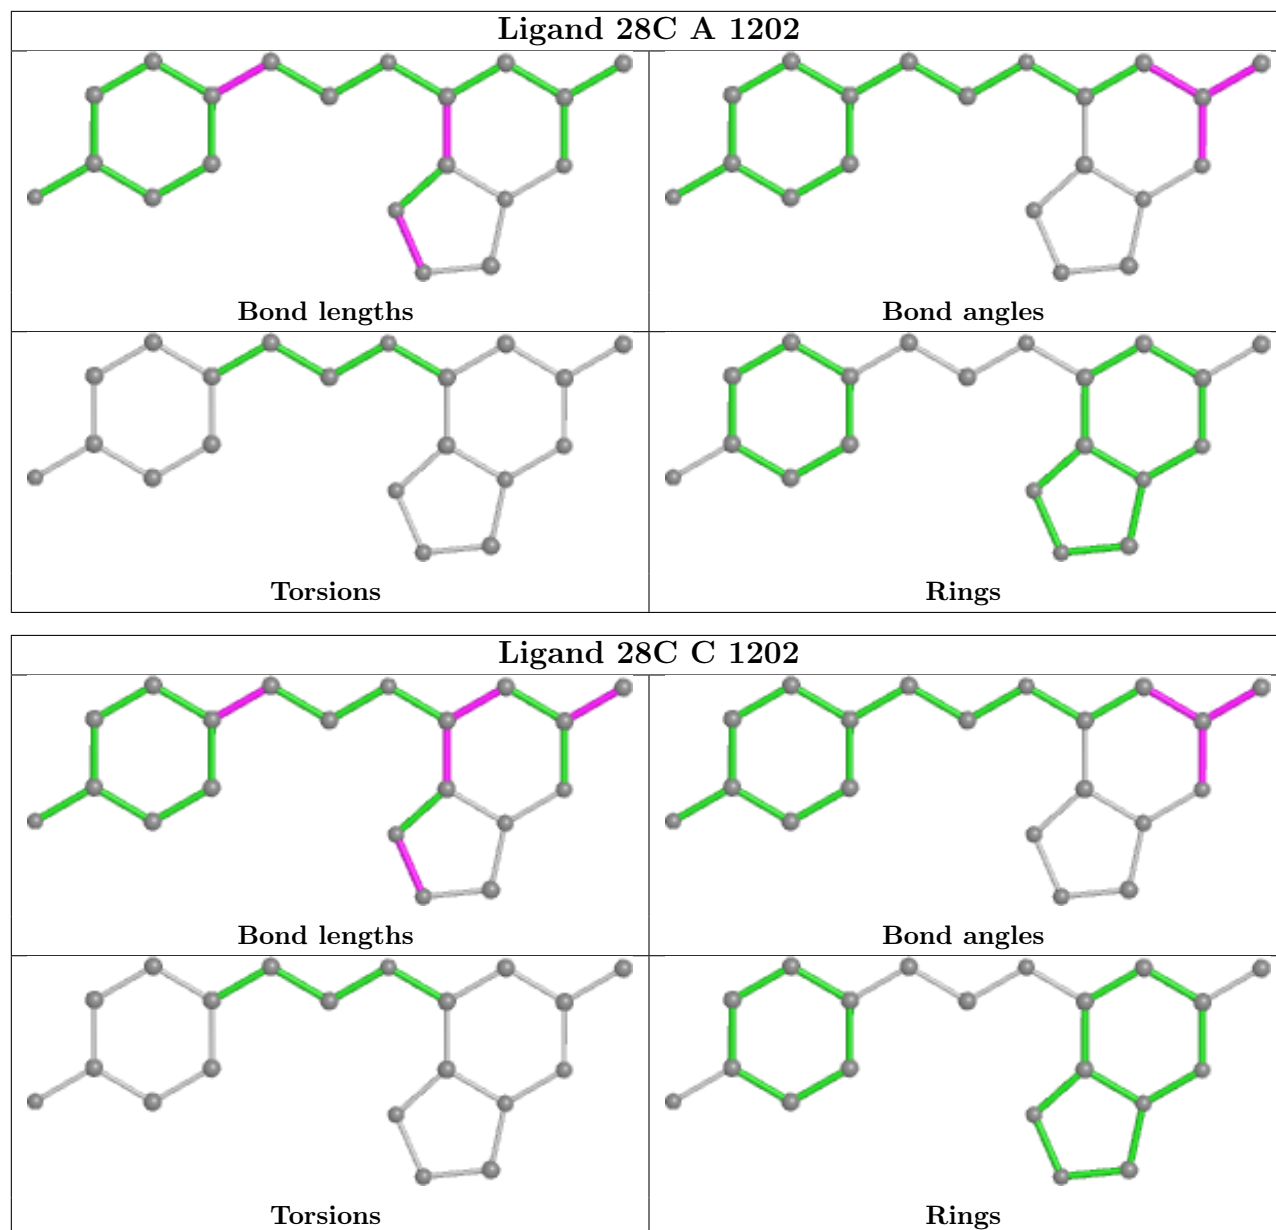 Ligand 28C A 1202
Bond lengths
Bond angles
Torsions
Rings
Ligand 28C C 1202
Bond lengths
Bond angles
Torsions
Rings